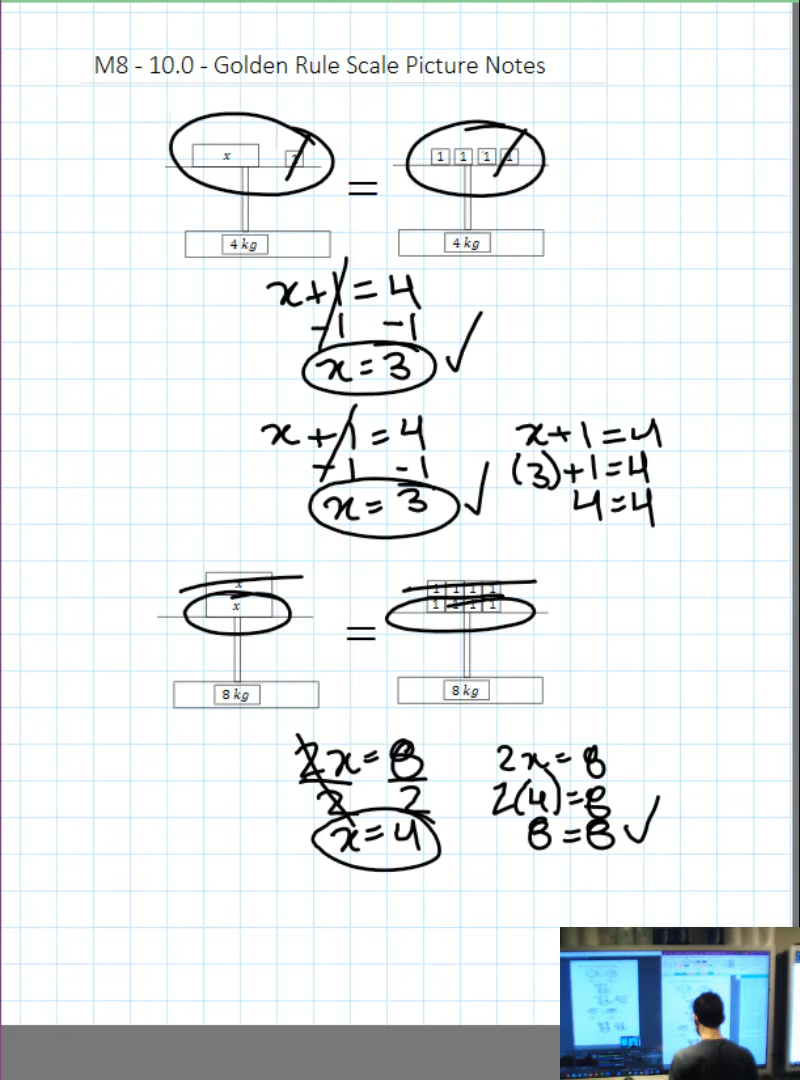 M8 - 10.0 - Golden Rule Scale Picture Notes
x 1 1 1 1
=
4 kg 4 kg
x+1=4
-1 -1
x=3 ✓
x+1=4 x+1=4
-1 -1 (3)+1=4
x=3 ✓ 4=4
x 1 1 1 1
x 1 1 1 1
=
8 kg 8 kg
2x=8 2x=8
2 2 2(4)=8
x=4 8=8 ✓